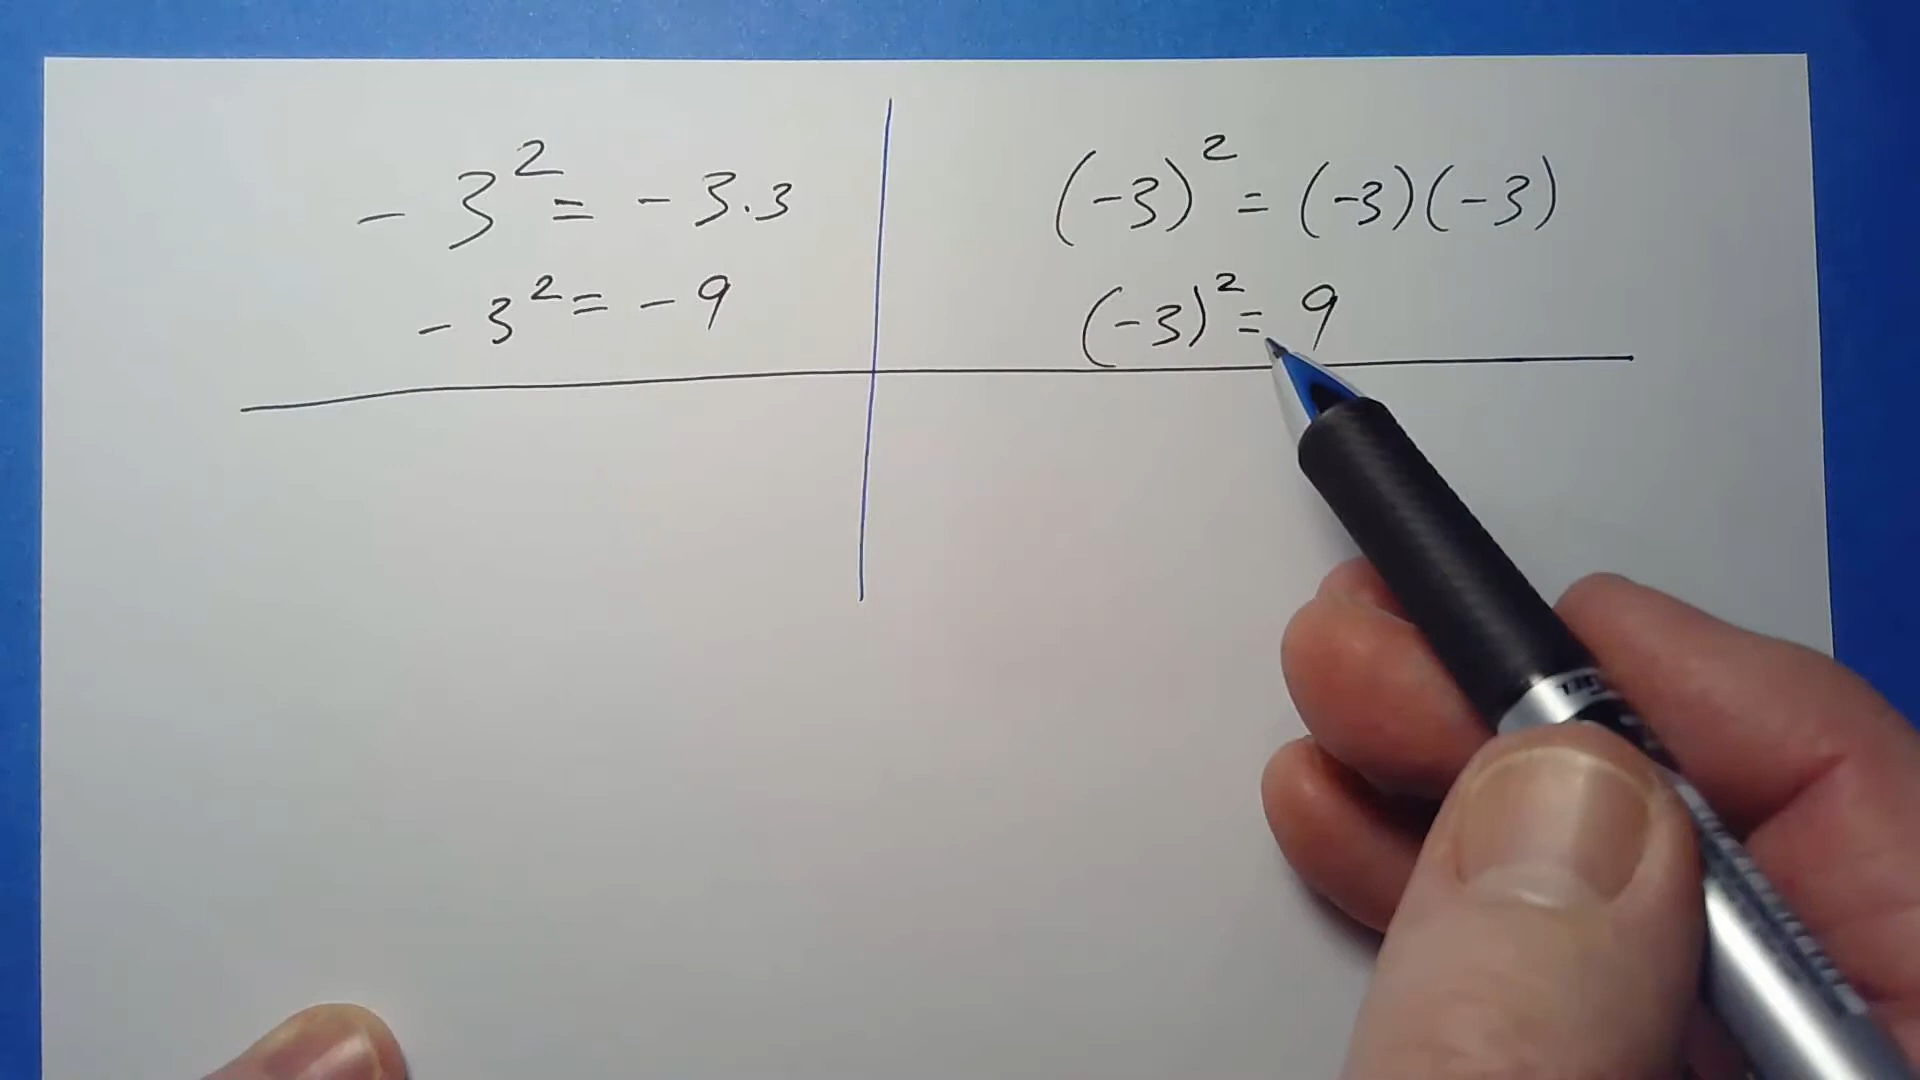 -3² = -3.3
-3² = -9
(-3)² = (-3)(-3)
(-3)² = 9